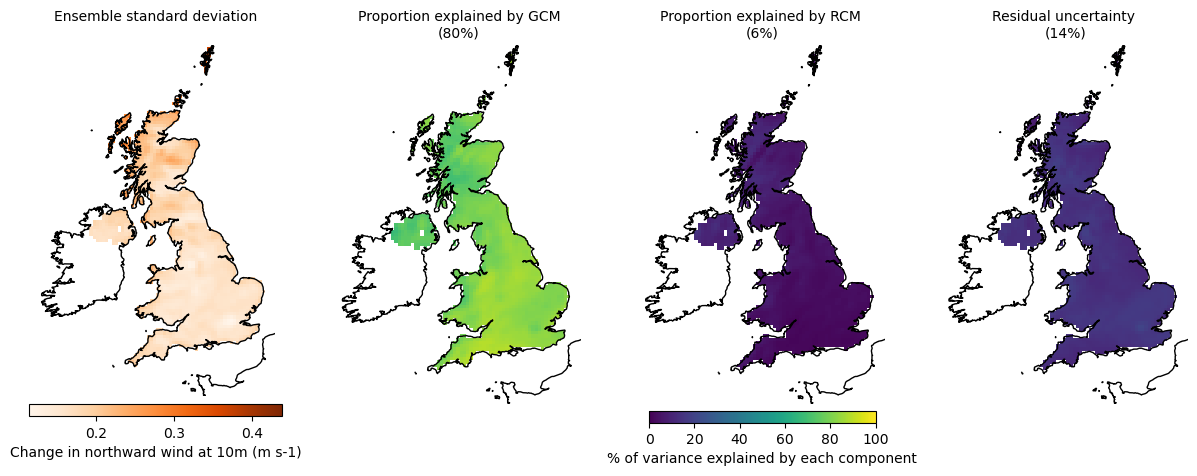 Ensemble standard deviation
Proportion explained by GCM
(80%)
Proportion explained by RCM
(6%)
Residual uncertainty
(14%)
0.2 0.3 0.4
Change in northward wind at 10m (m s-1)
0 20 40 60 80 100
% of variance explained by each component